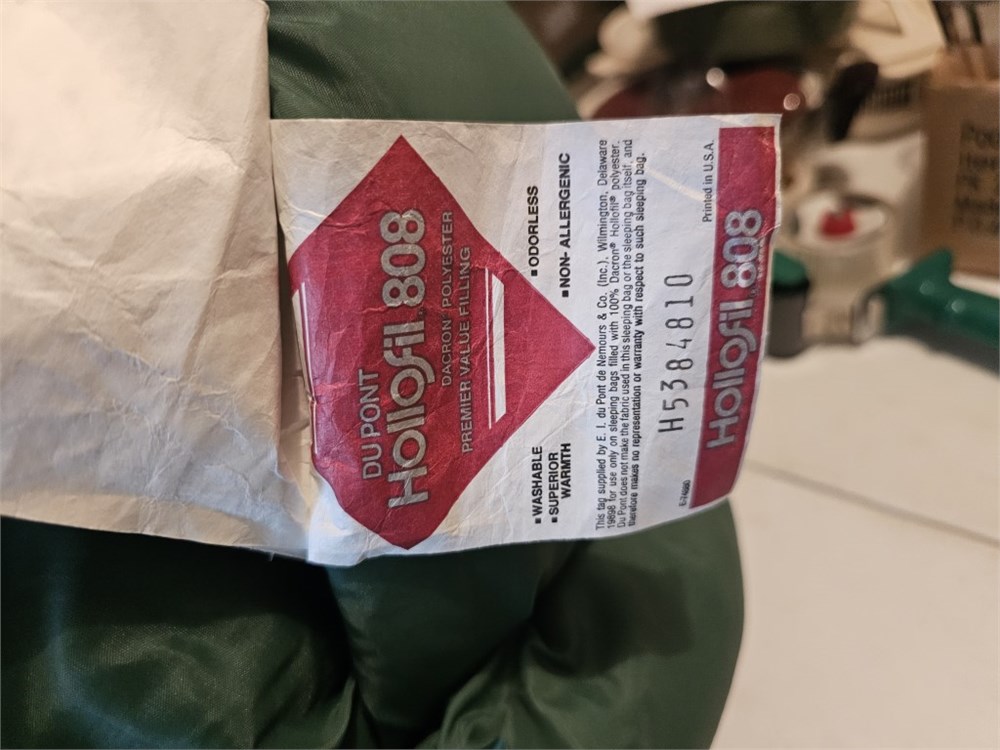 DU PONT
Hollofil® 808
DACRON® POLYESTER
PREMIER VALUE FILLING
▪ WASHABLE ▪ ODORLESS
▪ SUPERIOR WARMTH ▪ NON- ALLERGENIC
This tag supplied by E. I. du Pont de Nemours & Co. (Inc.), Wilmington, Delaware
19898 for use only on sleeping bags filled with 100% Dacron® Hollofil® polyester.
Du Pont does not make the fabric used in this sleeping bag or the sleeping bag itself, and
therefore makes no representation or warranty with respect to such sleeping bag.
H5384810
Printed in U.S.A.
Hollofil® 808